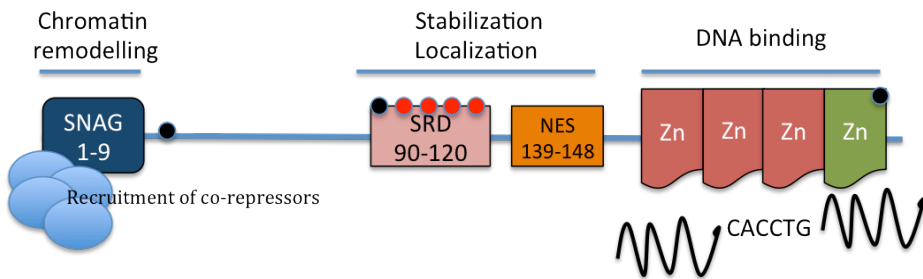 Chromatin
remodelling
Stabilization
Localization
DNA binding
SNAG
1-9
SRD
90-120
NES
139-148
Zn
Zn
Zn
Zn
Recruitment of co-repressors
CACCTG